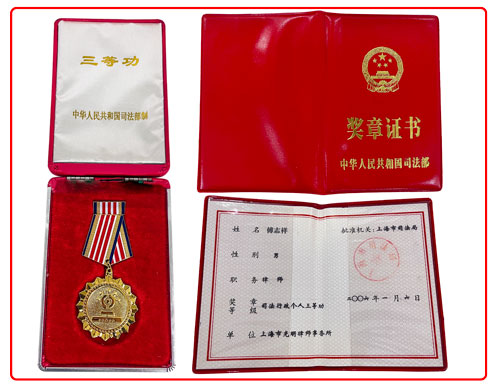 三等功
中华人民共和国司法部制
奖章证书
中华人民共和国司法部
姓 名 傅志祥
性 别 男
职 务 律 师
奖 章
等 级 司法行政个人三等功
单 位 上海市光明律师事务所
批准机关:上海市司法局
二〇〇六年一月六日